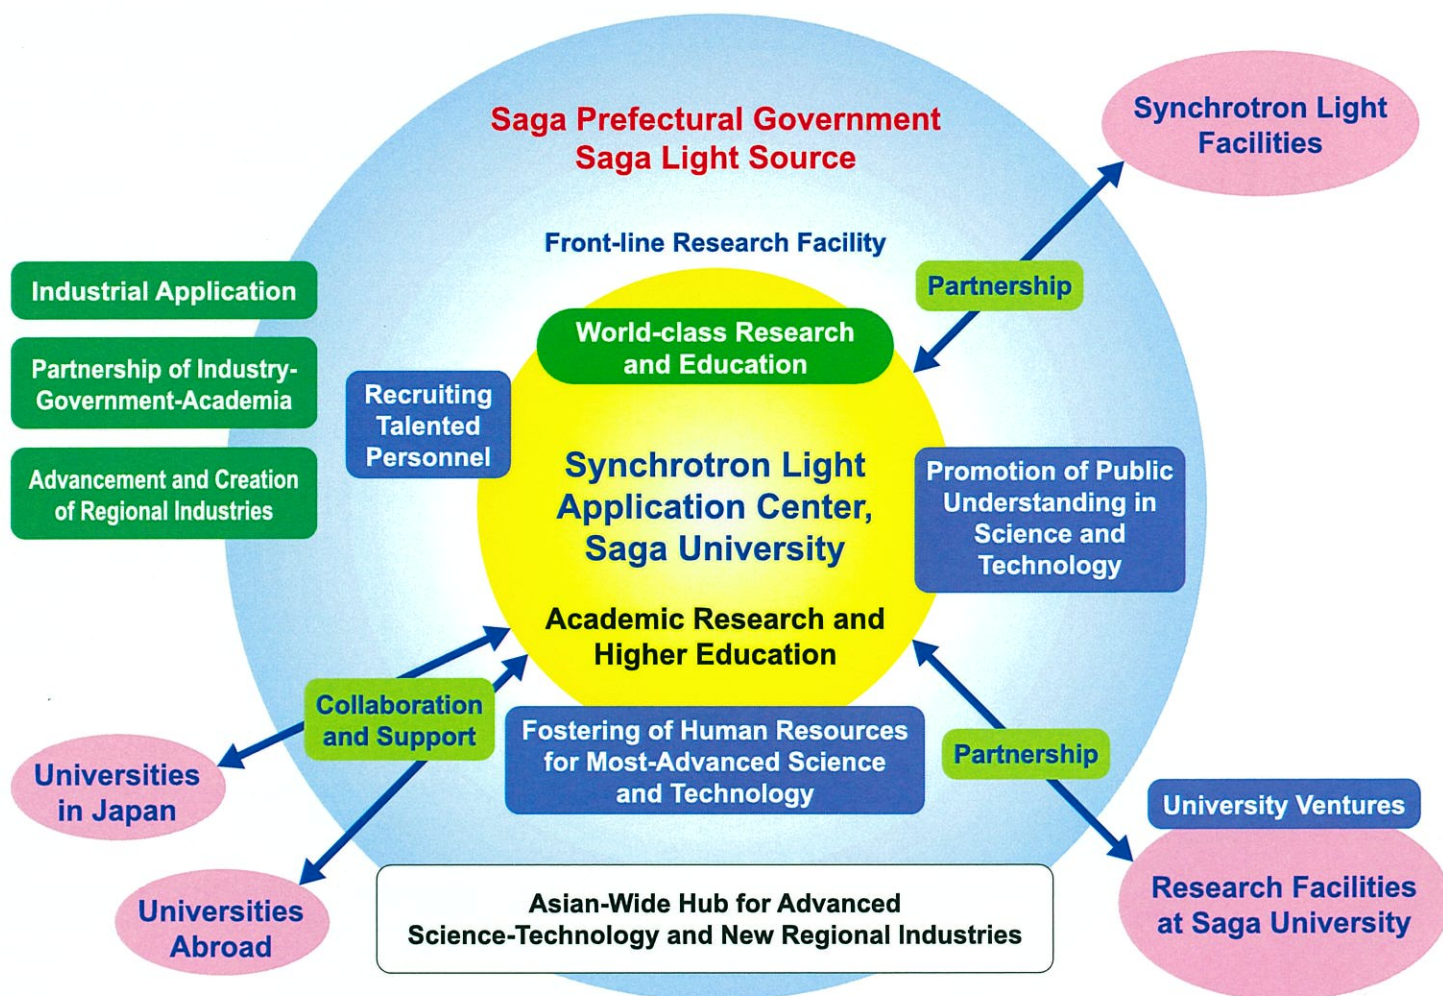 Saga Prefectural Government
Saga Light Source
Synchrotron Light
Facilities
Front-line Research Facility
Partnership
Industrial Application
World-class Research
and Education
Partnership of Industry-
Government-Academia
Recruiting
Talented
Personnel
Advancement and Creation
of Regional Industries
Synchrotron Light
Application Center,
Saga University
Promotion of Public
Understanding in
Science and
Technology
Academic Research and
Higher Education
Collaboration
and Support
Fostering of Human Resources
for Most-Advanced Science
and Technology
Partnership
Universities
in Japan
University Ventures
Universities
Abroad
Asian-Wide Hub for Advanced
Science-Technology and New Regional Industries
Research Facilities
at Saga University